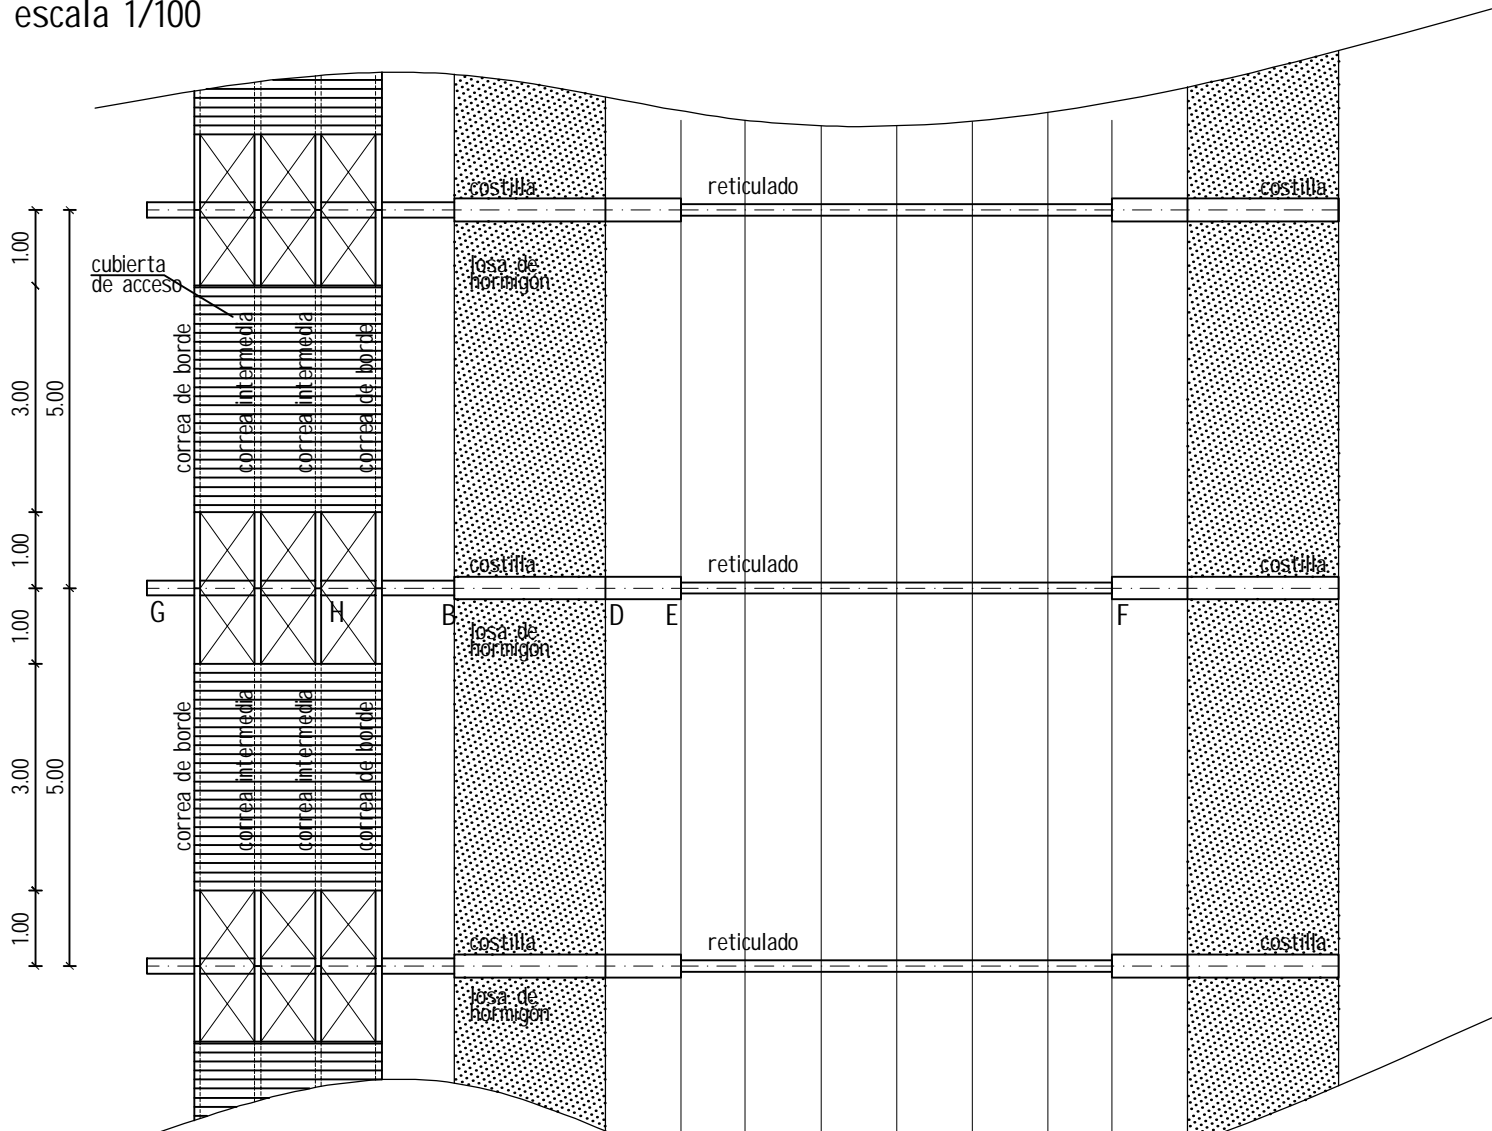 escala 1/100
costilla
reticulado
costilla
1.00
cubierta
de acceso
losa de
hormigón
3.00
5.00
correa de borde
correa intermedia
correa intermedia
correa de borde
1.00
costilla
reticulado
costilla
G
H
B
D
E
F
1.00
losa de
hormigón
3.00
5.00
correa de borde
correa intermedia
correa intermedia
correa de borde
1.00
costilla
reticulado
costilla
losa de
hormigón